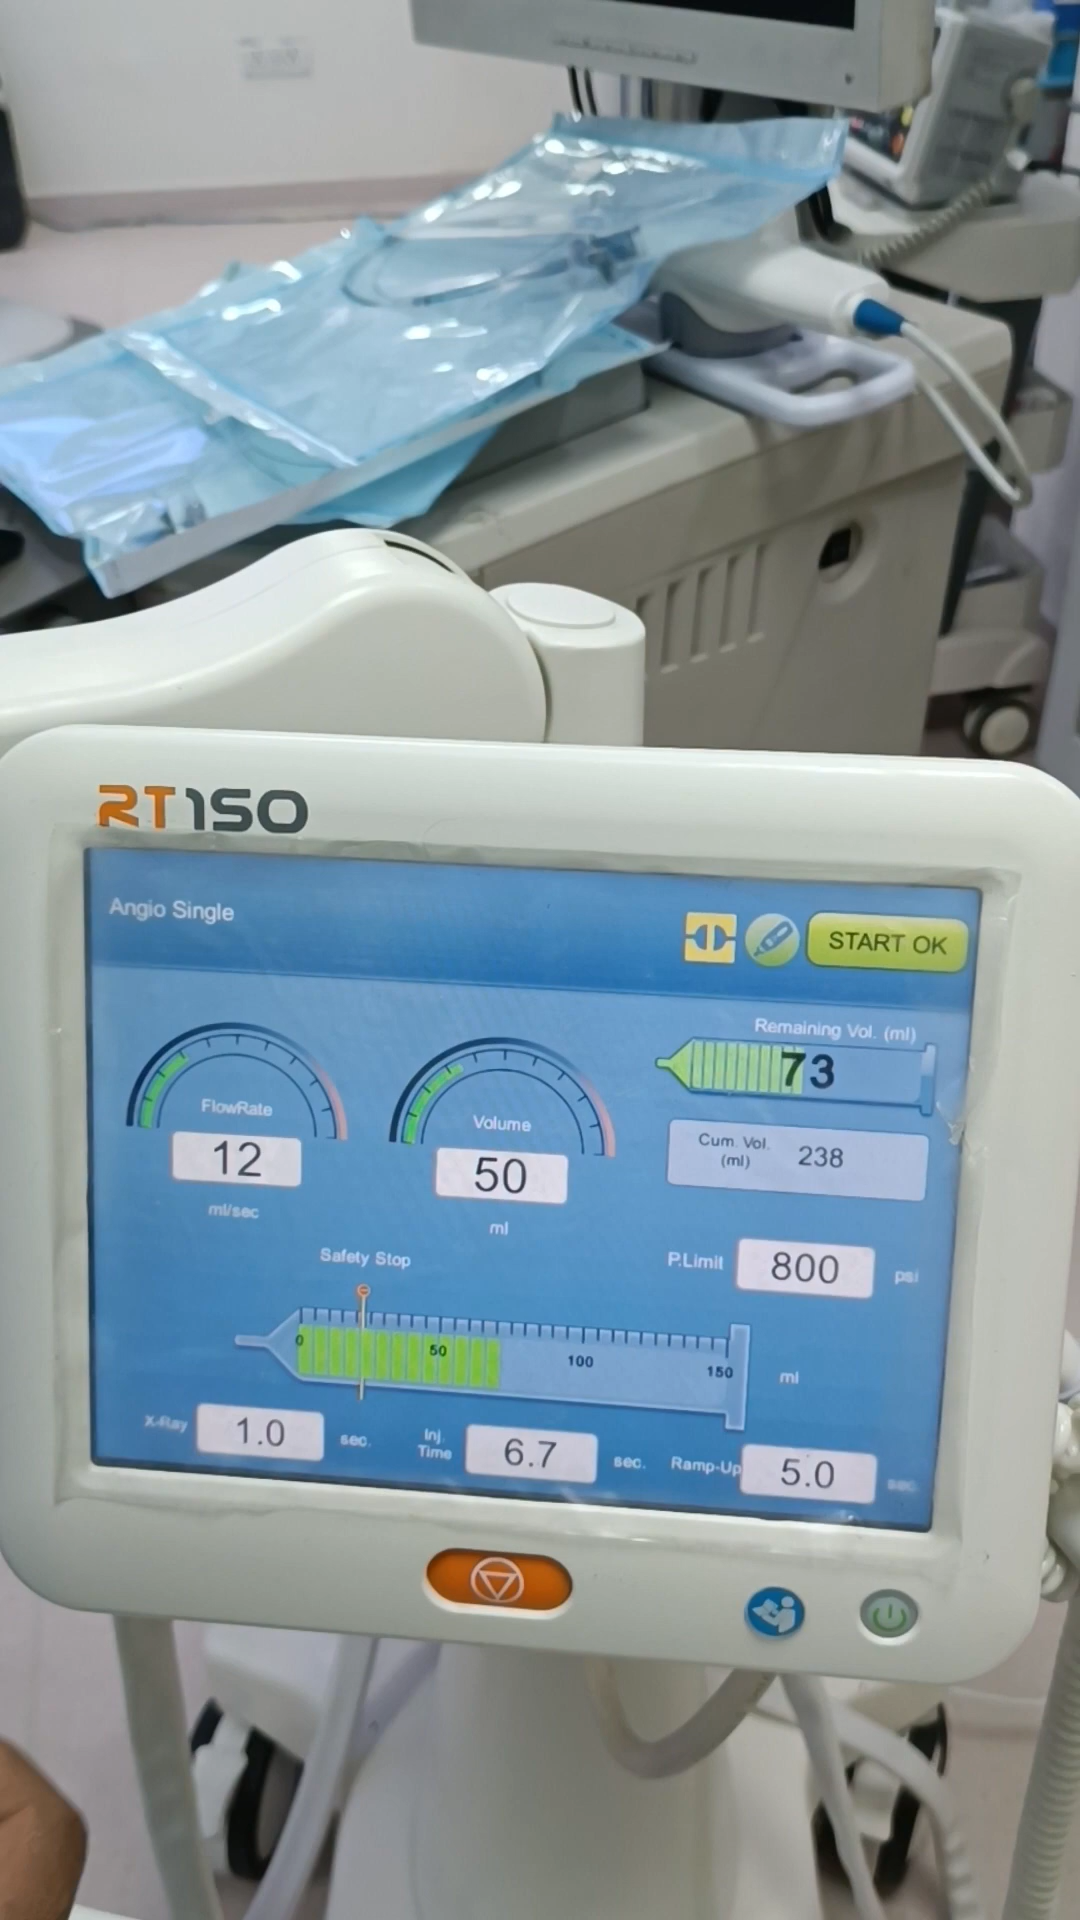 RT150
Angio Single
START OK
Remaining Vol. (ml)
73
FlowRate
12
ml/sec
Volume
50
ml
Cum. Vol.
(ml)
238
Safety Stop
P.Limit
800
psi
0
50
100
150
ml
X-Ray
1.0
sec.
Inj.
Time
6.7
sec.
Ramp-Up
5.0
sec